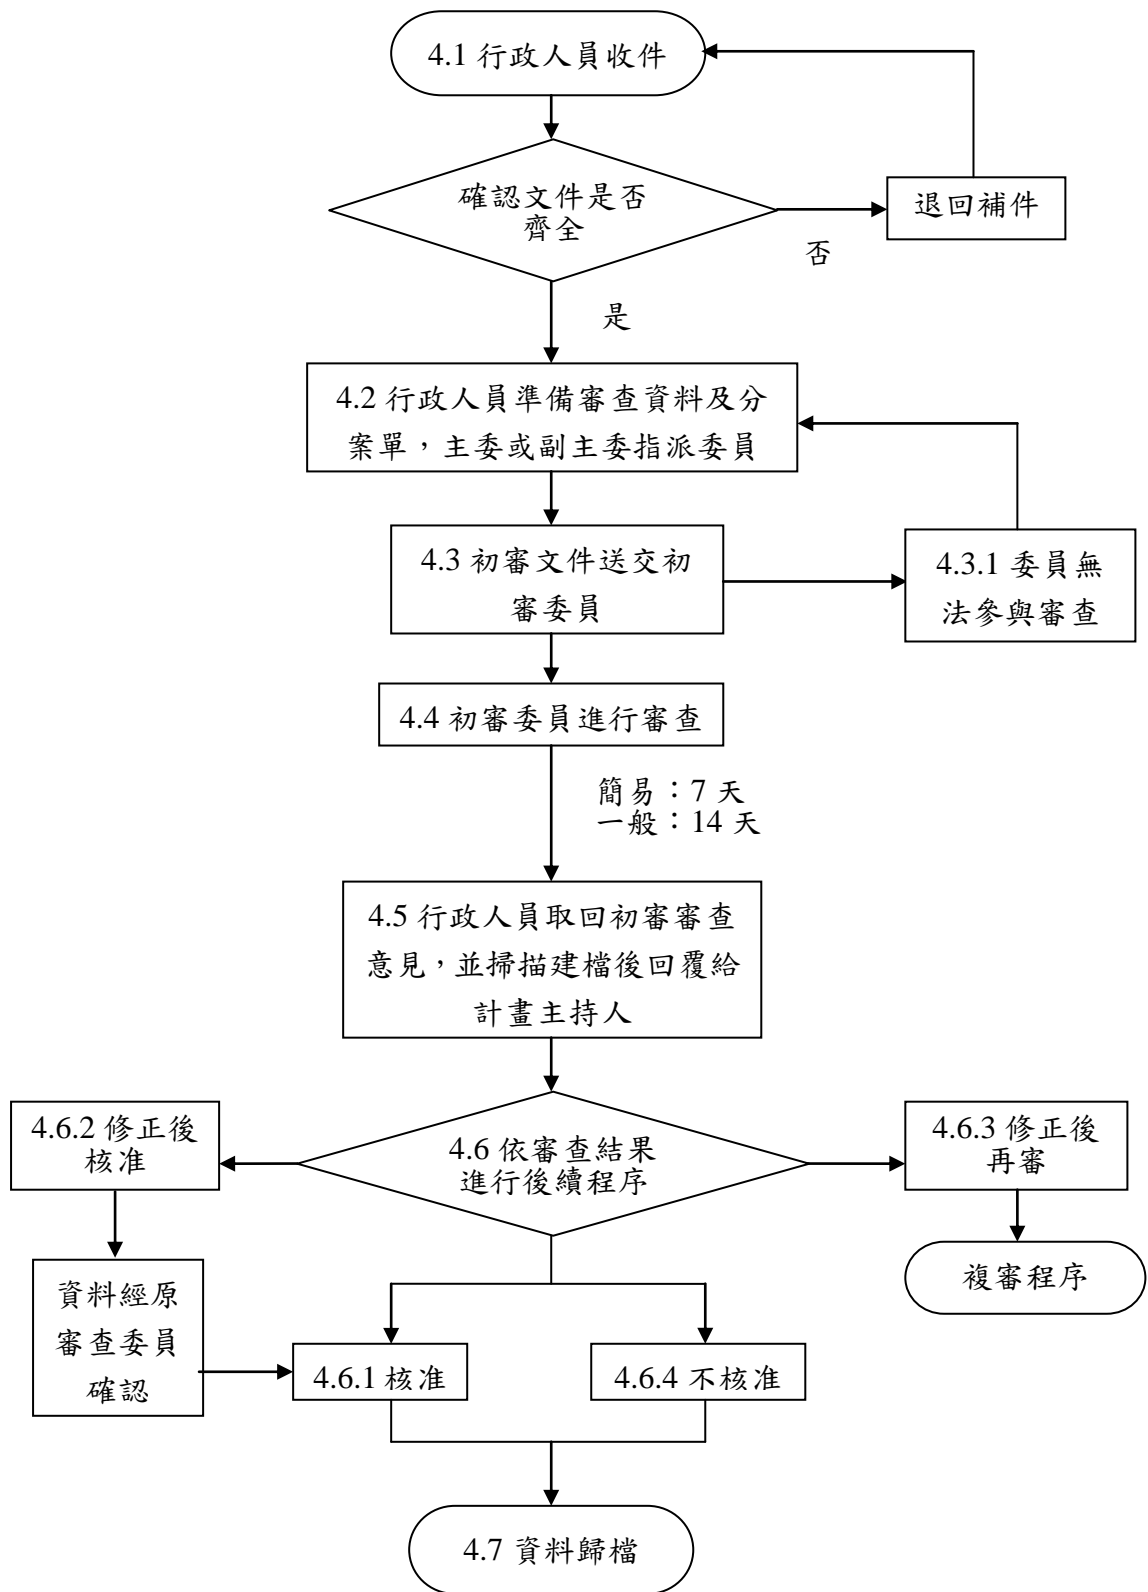 4.1 行政人員收件
確認文件是否
齊全
退回補件
否
是
4.2 行政人員準備審查資料及分
案單，主委或副主委指派委員
4.3 初審文件送交初
審委員
4.3.1 委員無
法參與審查
4.4 初審委員進行審查
簡易：7 天
一般：14 天
4.5 行政人員取回初審審查
意見，並掃描建檔後回覆給
計畫主持人
4.6.2 修正後
核准
4.6 依審查結果
進行後續程序
4.6.3 修正後
再審
資料經原
審查委員
確認
複審程序
4.6.1 核准
4.6.4 不核准
4.7 資料歸檔